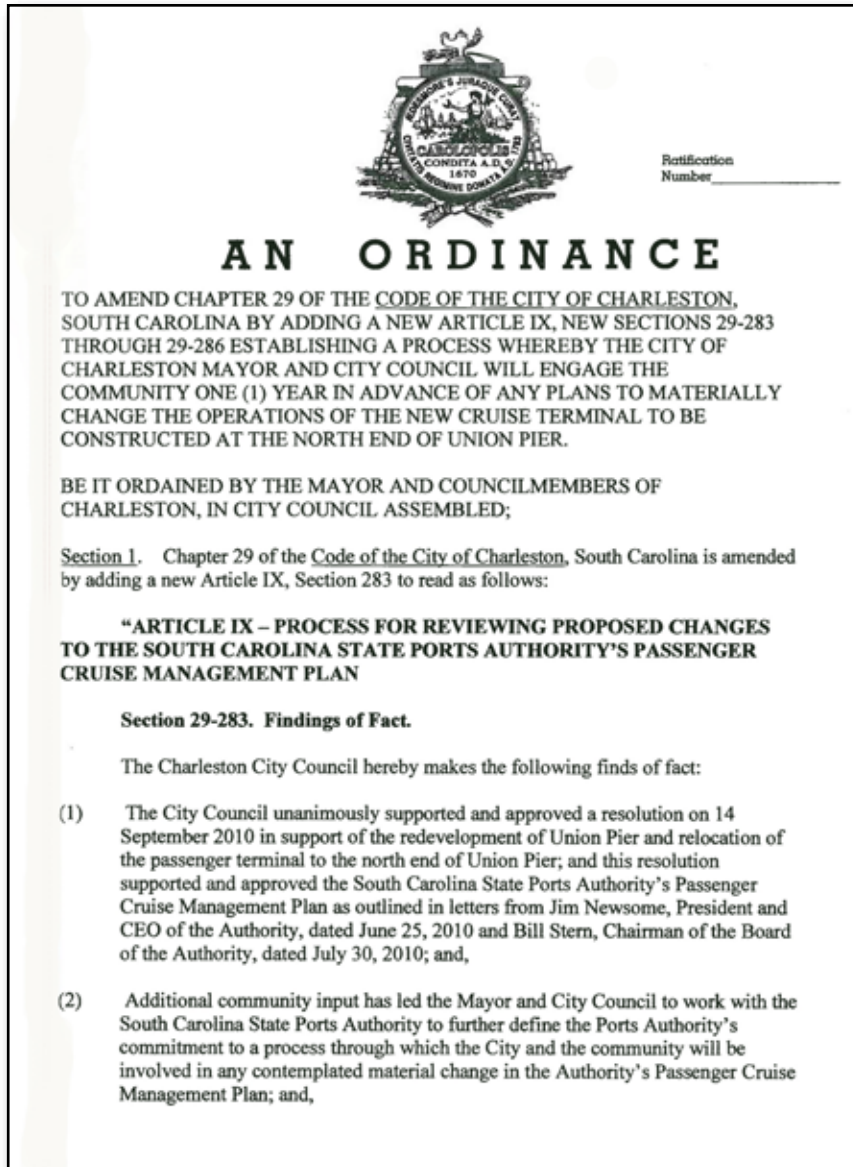 AEDES MORES JURAQUE CURAT
CAROLOPOLIS
CONDITA A.D.
1670
CIVITATIS REGIMINE DONATA A.D. 1783
Ratification
Number
AN ORDINANCE
TO AMEND CHAPTER 29 OF THE CODE OF THE CITY OF CHARLESTON,
SOUTH CAROLINA BY ADDING A NEW ARTICLE IX, NEW SECTIONS 29-283
THROUGH 29-286 ESTABLISHING A PROCESS WHEREBY THE CITY OF
CHARLESTON MAYOR AND CITY COUNCIL WILL ENGAGE THE
COMMUNITY ONE (1) YEAR IN ADVANCE OF ANY PLANS TO MATERIALLY
CHANGE THE OPERATIONS OF THE NEW CRUISE TERMINAL TO BE
CONSTRUCTED AT THE NORTH END OF UNION PIER.
BE IT ORDAINED BY THE MAYOR AND COUNCILMEMBERS OF
CHARLESTON, IN CITY COUNCIL ASSEMBLED;
Section 1. Chapter 29 of the Code of the City of Charleston, South Carolina is amended
by adding a new Article IX, Section 283 to read as follows:
“ARTICLE IX – PROCESS FOR REVIEWING PROPOSED CHANGES
TO THE SOUTH CAROLINA STATE PORTS AUTHORITY’S PASSENGER
CRUISE MANAGEMENT PLAN
Section 29-283. Findings of Fact.
The Charleston City Council hereby makes the following finds of fact:
(1) The City Council unanimously supported and approved a resolution on 14
September 2010 in support of the redevelopment of Union Pier and relocation of
the passenger terminal to the north end of Union Pier; and this resolution
supported and approved the South Carolina State Ports Authority’s Passenger
Cruise Management Plan as outlined in letters from Jim Newsome, President and
CEO of the Authority, dated June 25, 2010 and Bill Stern, Chairman of the Board
of the Authority, dated July 30, 2010; and,
(2) Additional community input has led the Mayor and City Council to work with the
South Carolina State Ports Authority to further define the Ports Authority’s
commitment to a process through which the City and the community will be
involved in any contemplated material change in the Authority’s Passenger Cruise
Management Plan; and,